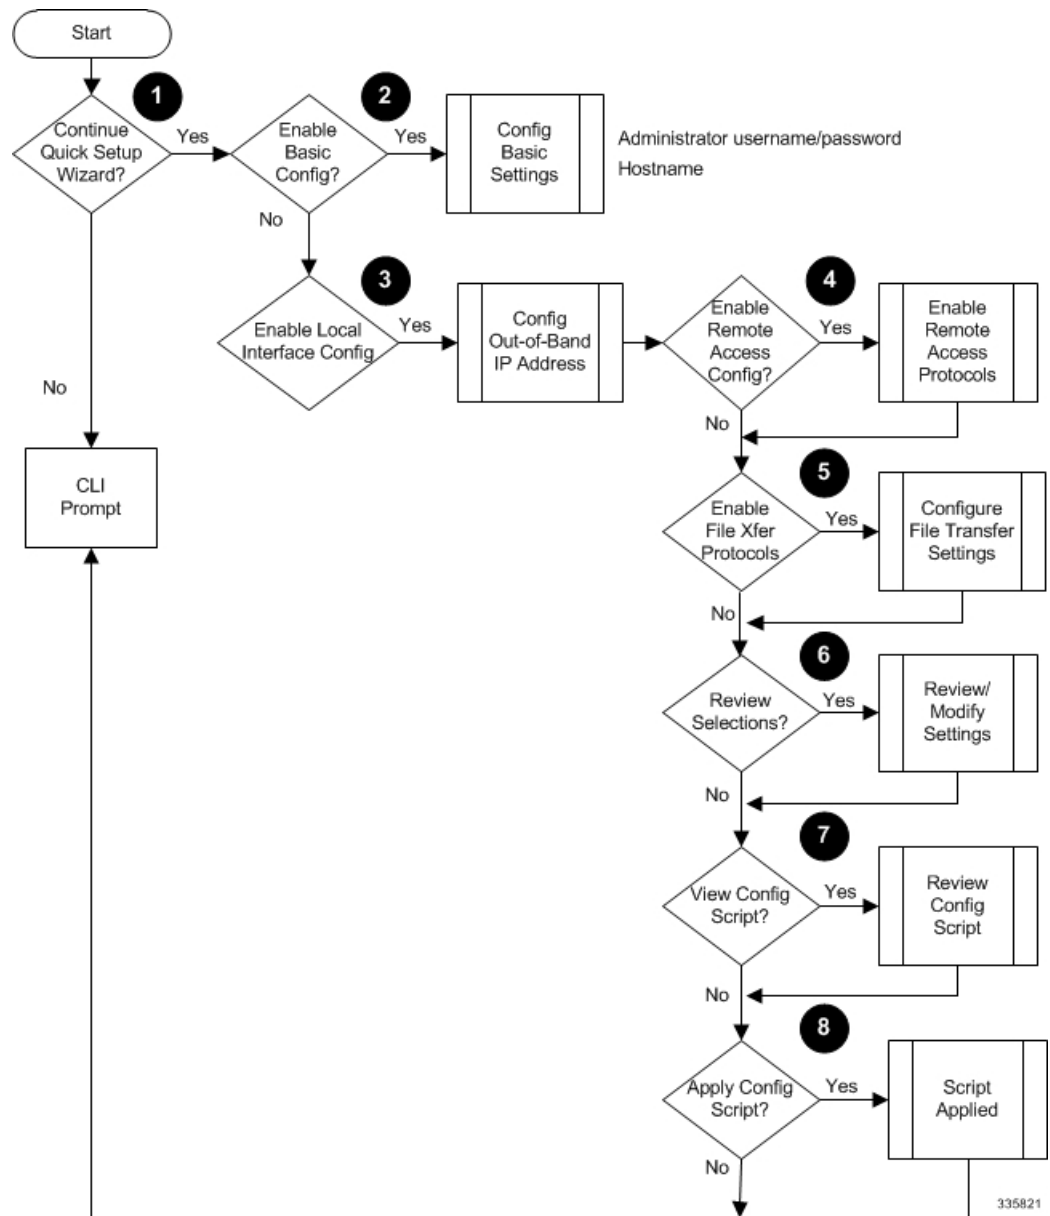 Start
1
2
Continue
Quick Setup
Wizard?
Yes
Enable
Basic
Config?
Yes
Config
Basic
Settings
Administrator username/password
Hostname
No
3
4
Enable Local
Interface Config
Yes
Config
Out-of-Band
IP Address
Enable
Remote
Access
Config?
Yes
Enable
Remote
Access
Protocols
No
No
5
CLI
Prompt
Enable
File Xfer
Protocols
Yes
Configure
File Transfer
Settings
No
6
Review
Selections?
Yes
Review/
Modify
Settings
No
7
View Config
Script?
Yes
Review
Config
Script
No
8
Apply Config
Script?
Yes
Script
Applied
No
335821